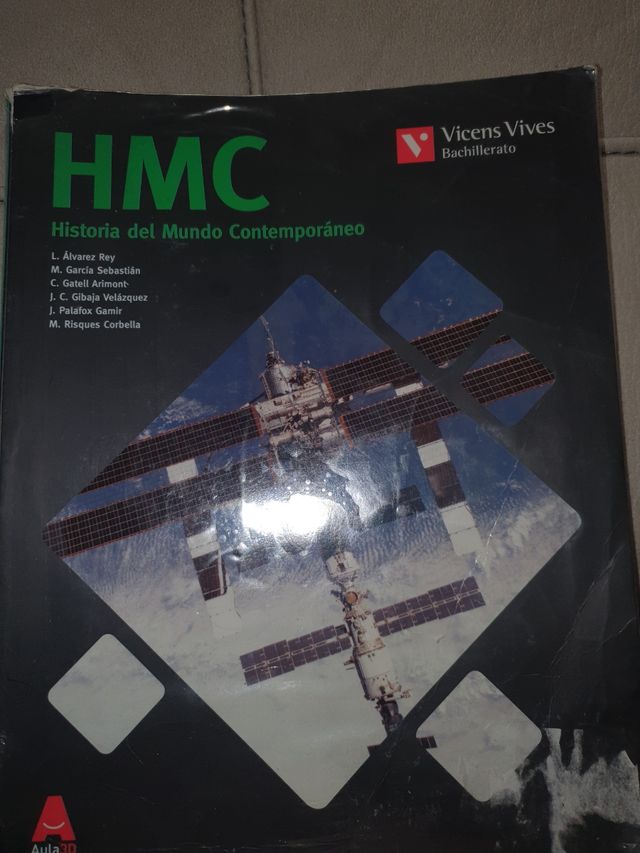 HMC
Historia del Mundo Contemporáneo
L. Álvarez Rey
M. García Sebastián
C. Gatell Arimont
J. C. Gibaja Velázquez
J. Palafox Gamir
M. Risques Corbella
Vicens Vives
Bachillerato
Aula3D